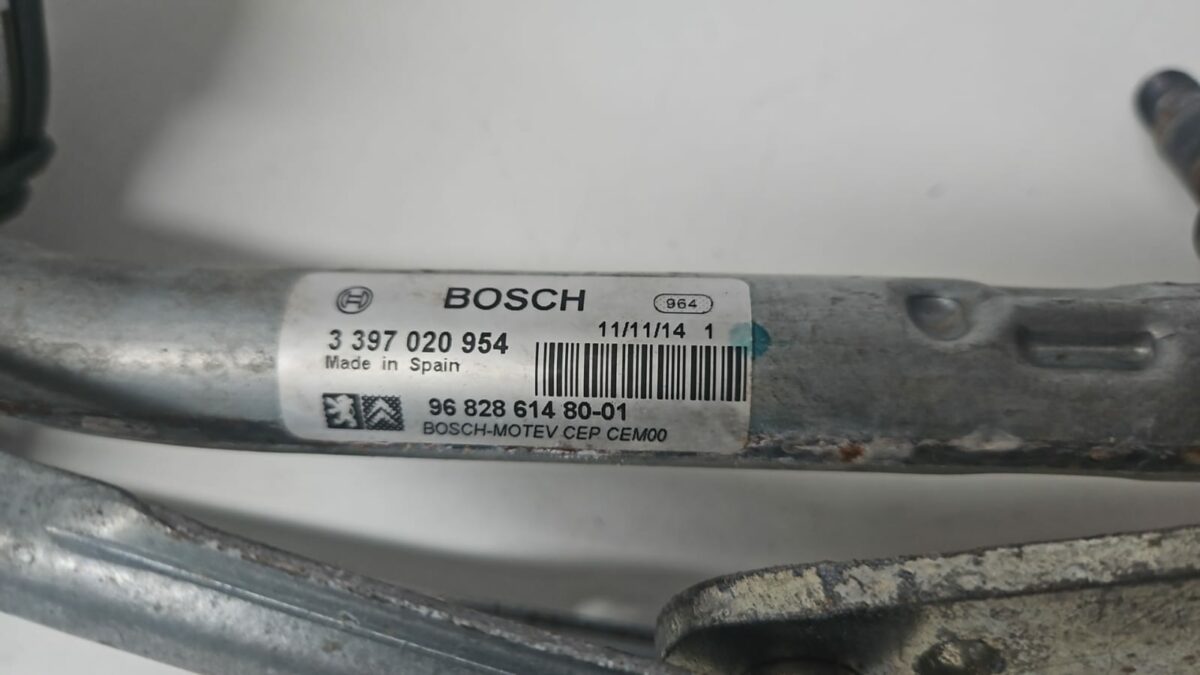 BOSCH 964
11/11/14 1
3 397 020 954
Made in Spain
96 828 614 80-01
BOSCH-MOTEV CEP CEM00